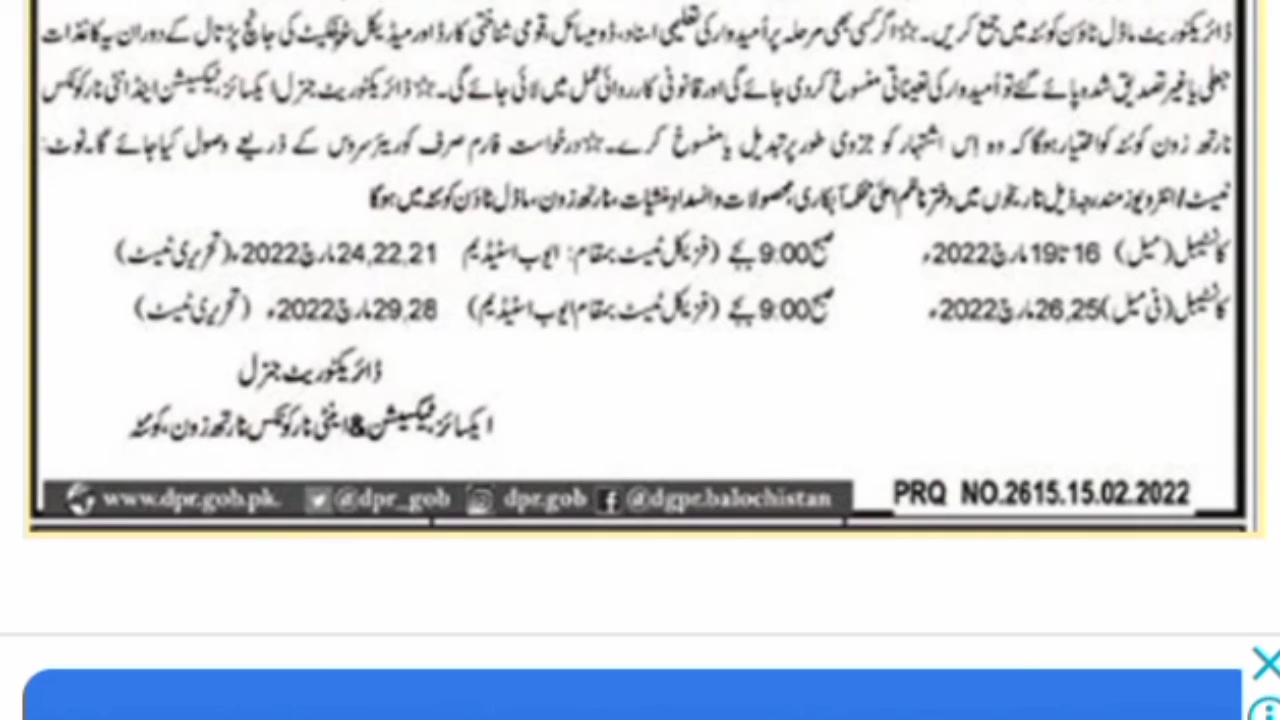 ڈائریکٹوریٹ ماڈل ٹاؤن کوئٹہ میں جمع کریں۔☆اگر کسی بھی مرحلہ پر اُمیدوار کی تعلیمی اسناد، ڈومیسائل، قومی شناختی کارڈ اور میڈیکل سرٹیفکیٹ کی جانچ پڑتال کے دوران یہ کاغذات
جعلی یا غیر تصدیق شدہ پائے گئے تو اُمیدوار کی تعیناتی منسوخ کردی جائے گی اور قانونی کارروائی عمل میں لائی جائے گی۔☆ڈائریکٹوریٹ جنرل ایکسائز، ٹیکسیشن اینڈ انٹی نارکوٹکس
نارتھ زون کوئٹہ کو اختیار ہوگا کہ وہ اس اشتہار کو جزوی طور پر تبدیل یا منسوخ کرے۔☆درخواست فارم صرف کوریئر سروس کے ذریعے وصول کیا جائے گا۔نوٹ:
ٹیسٹ/انٹرویوز مندرجہ ذیل تاریخوں میں دفتر ناظم اعلیٰ محکمہ آبکاری، محصولات و انسداد منشیات، نارتھ زون، ماڈل ٹاؤن کوئٹہ میں ہوگا
کانسٹیبل (میل) 16 تا 19 مارچ 2022ء صبح 9:00 بجے (فزیکل ٹیسٹ بمقام: ایوب اسٹیڈیم 24,22,21 مارچ 2022ء (تحریری ٹیسٹ)
کانسٹیبل (فی میل) 26,25 مارچ 2022ء صبح 9:00 بجے (فزیکل ٹیسٹ بمقام ایوب اسٹیڈیم) 29,28 مارچ 2022ء (تحریری ٹیسٹ)
ڈائریکٹوریٹ جنرل
ایکسائز، ٹیکسیشن & اینٹی نارکوٹکس نارتھ زون، کوئٹہ
www.dpr.gob.pk. @dpr_gob dpr.gob @dgpr.balochistan PRQ NO.2615.15.02.2022